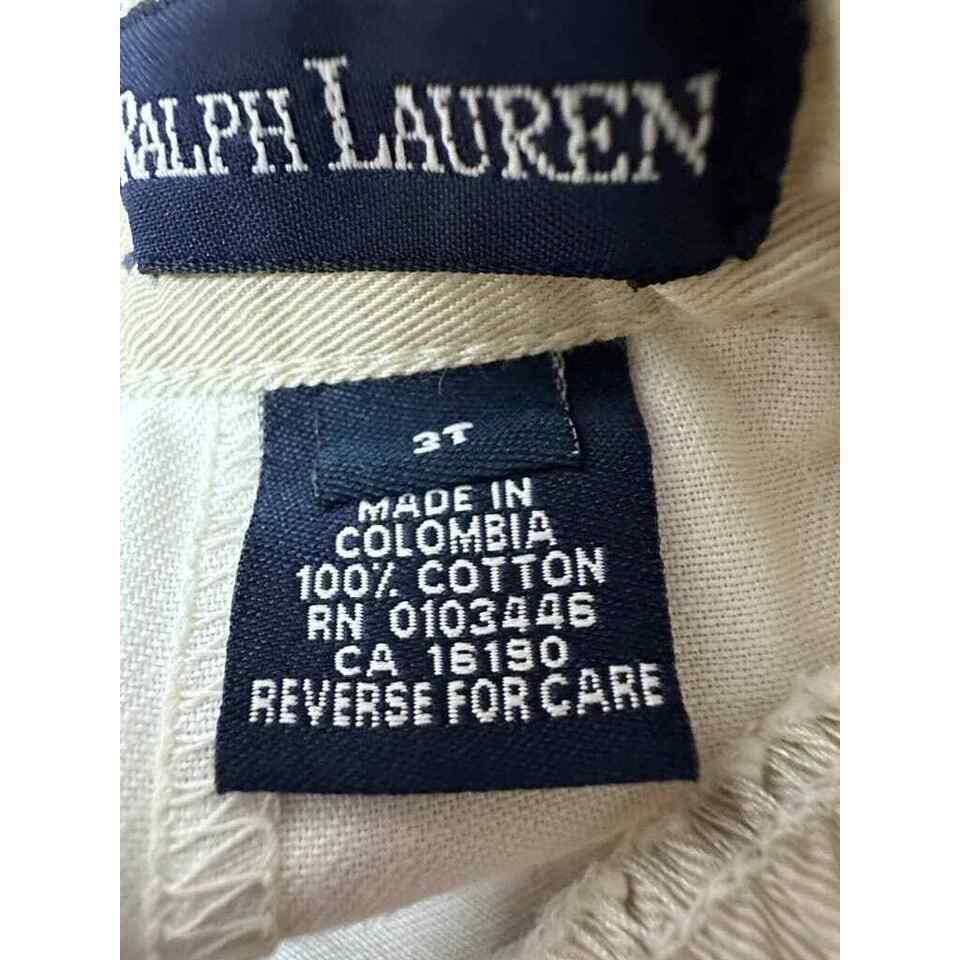 RALPH LAUREN
3T
MADE IN
COLOMBIA
100% COTTON
RN 0103446
CA 16190
REVERSE FOR CARE